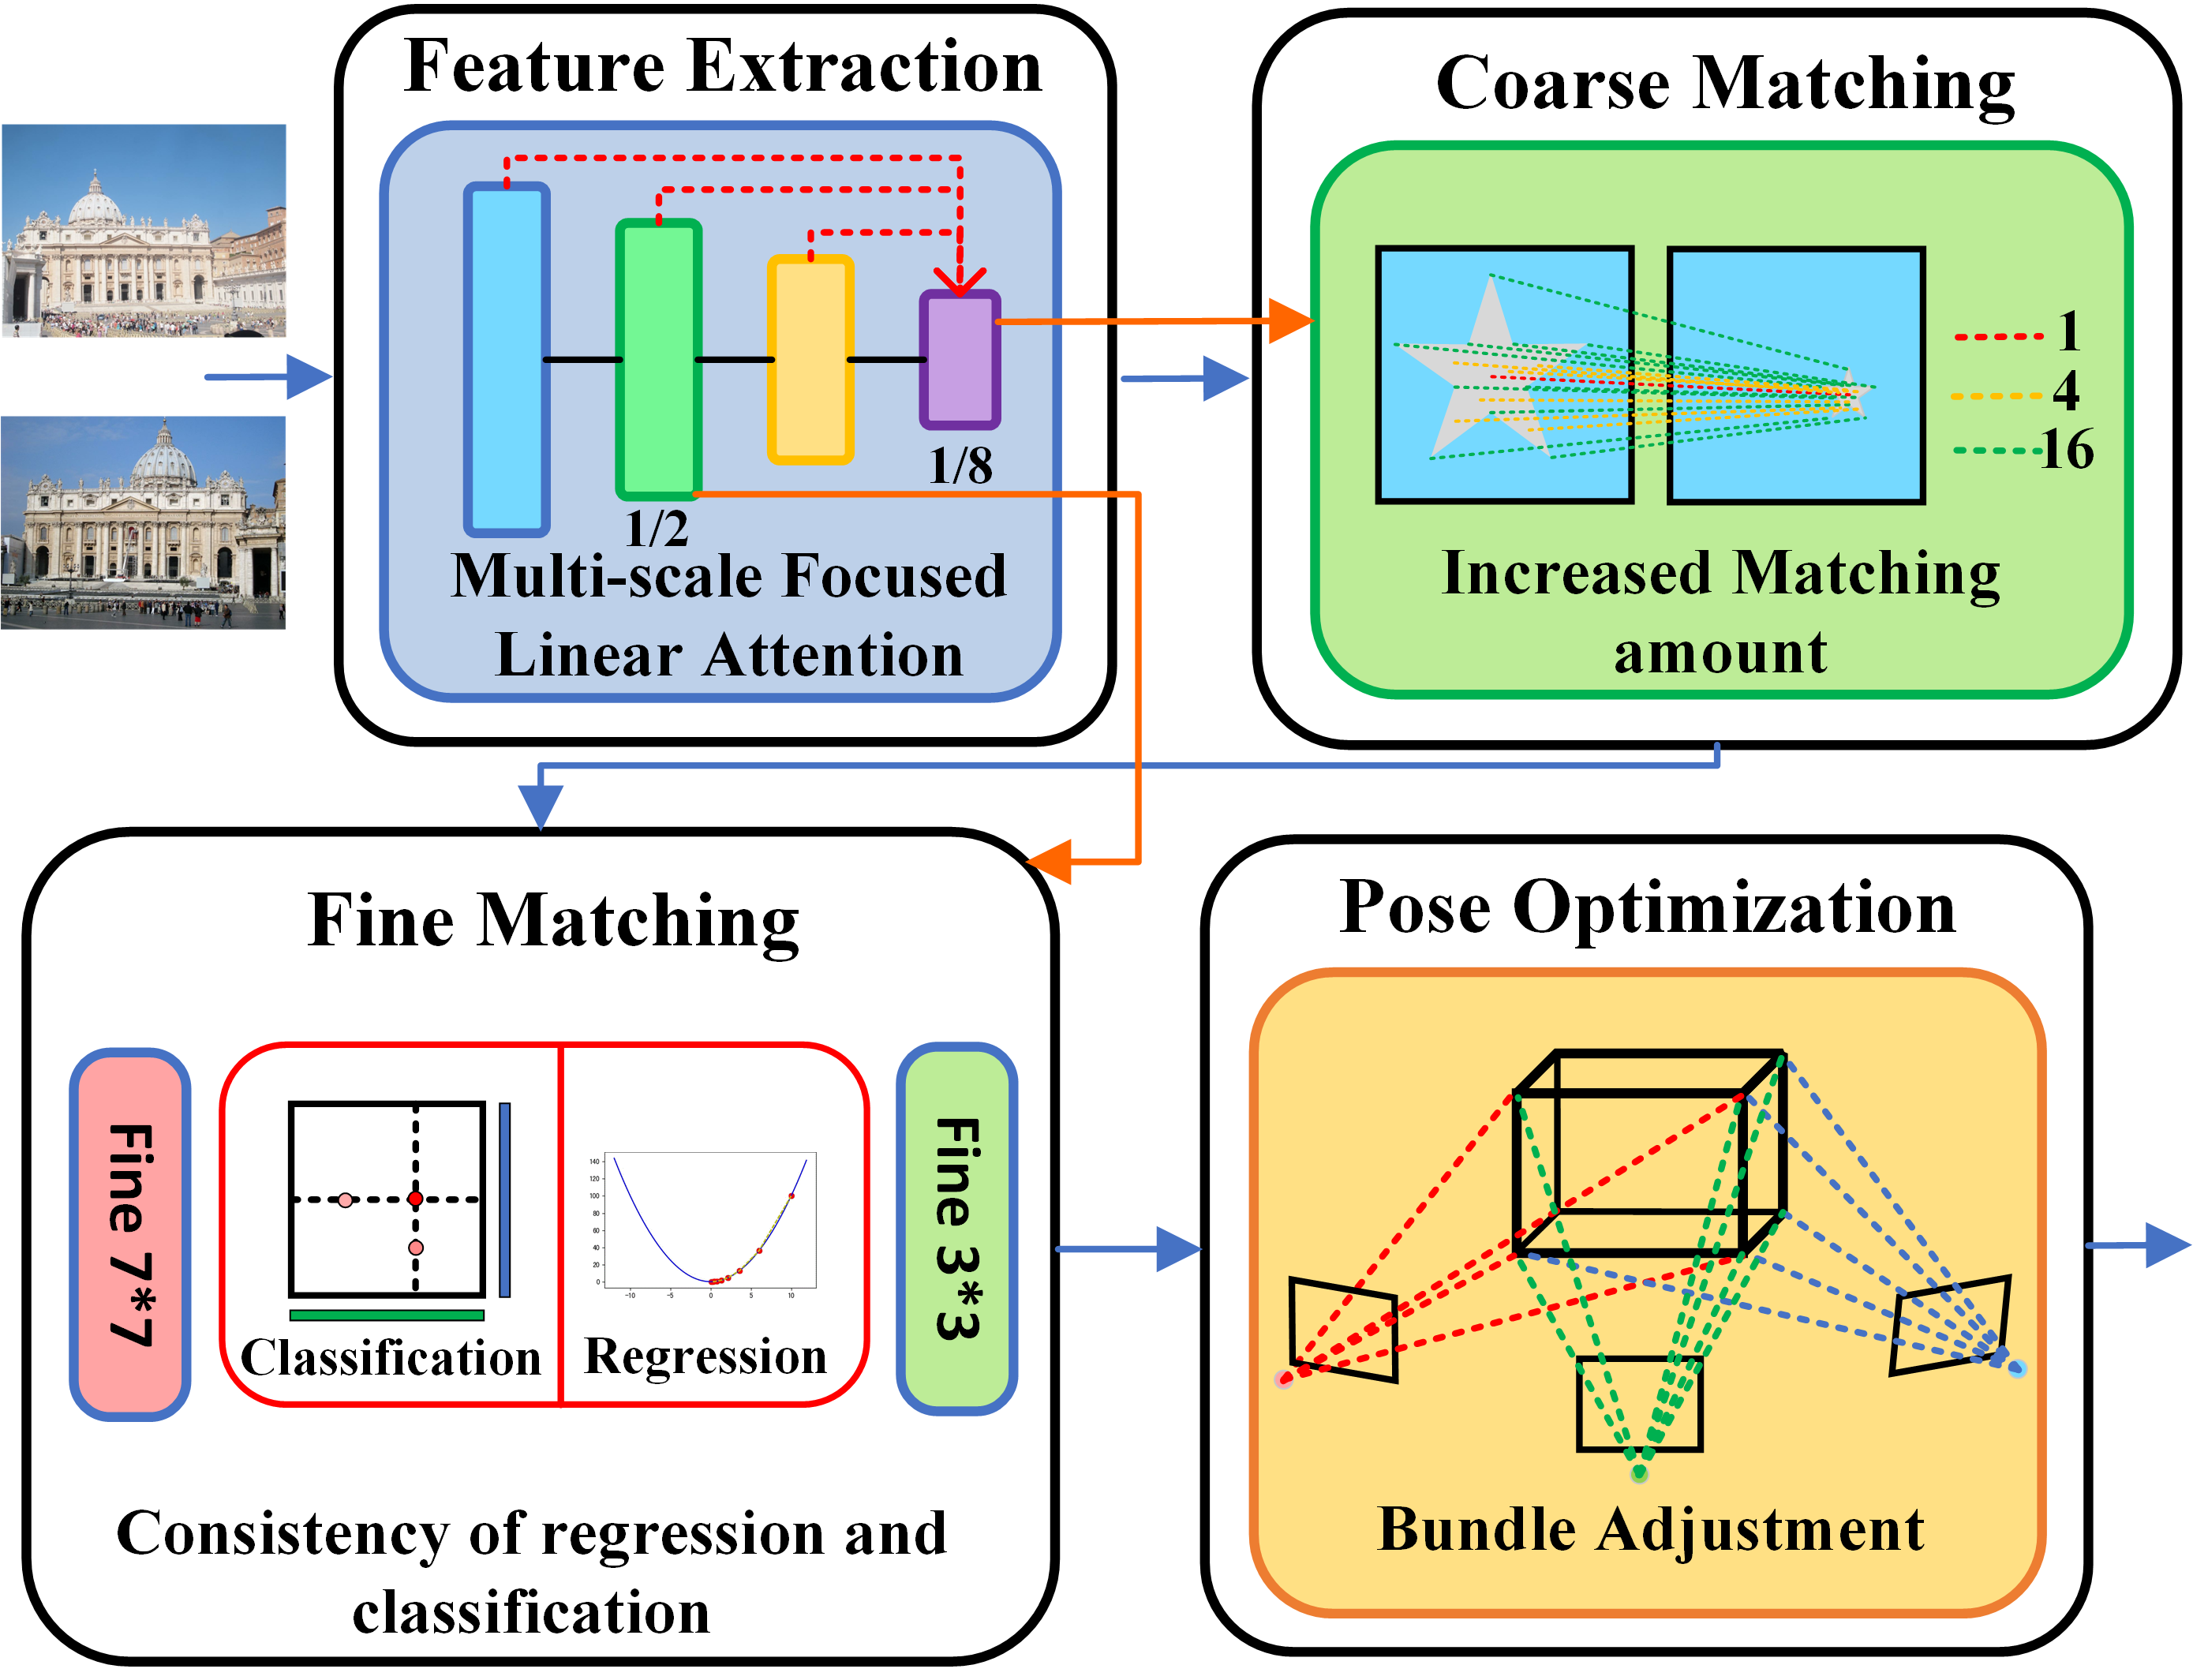 Feature Extraction
1/8
1/2
Multi-scale Focused
Linear Attention
Coarse Matching
1
4
16
Increased Matching
amount
Fine Matching
Fine 7*7
Classification
140
120
100
80
60
40
20
0
−10
−5
0
5
10
Regression
Fine 3*3
Consistency of regression and
classification
Pose Optimization
Bundle Adjustment